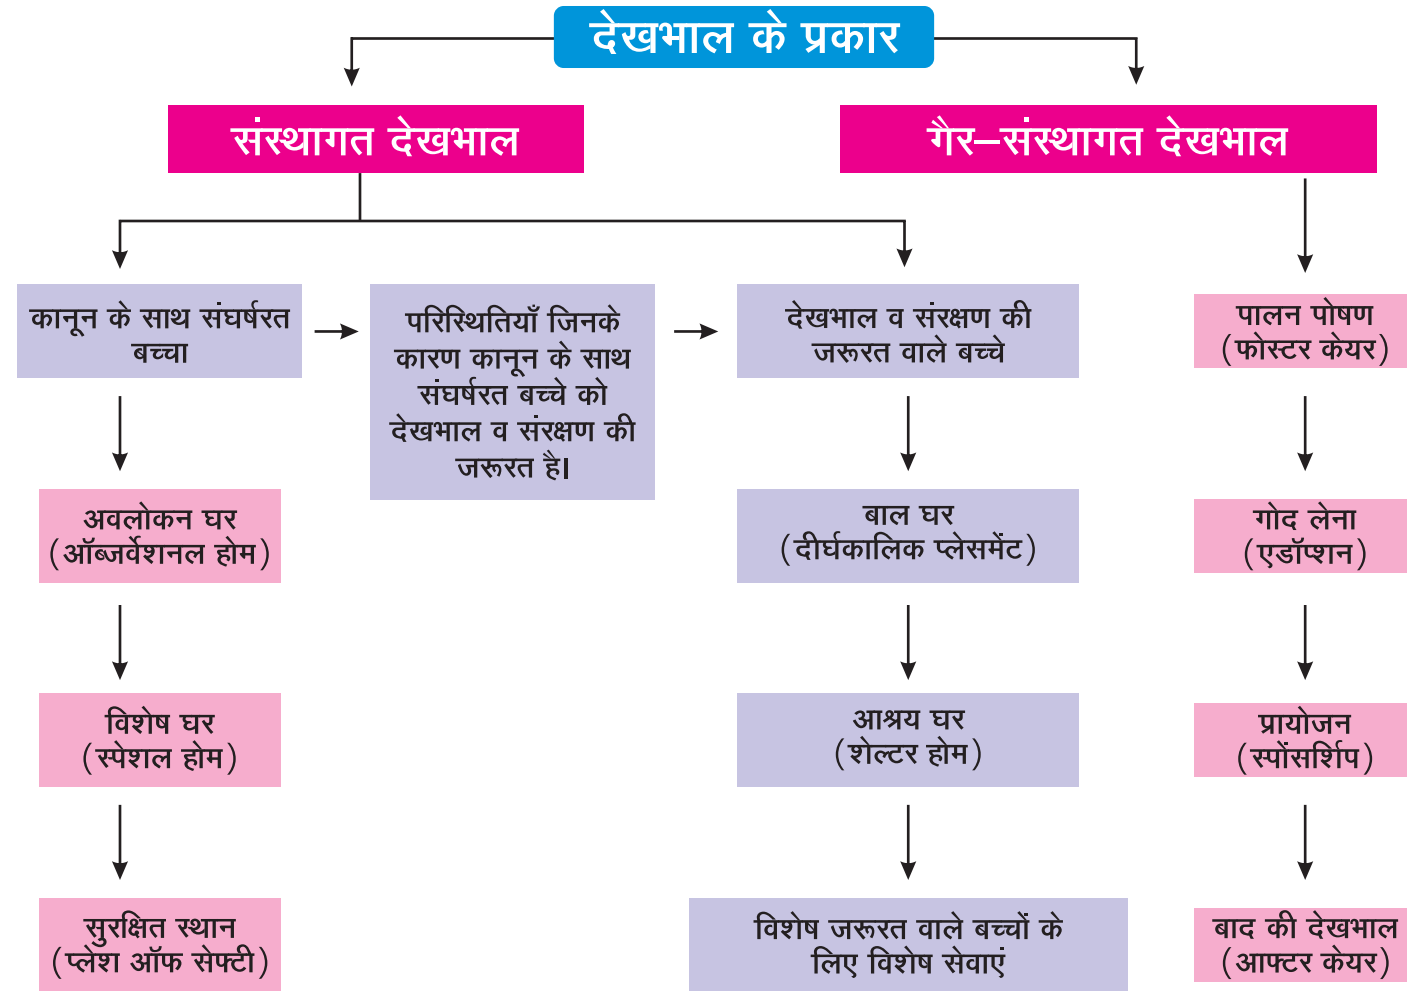 देखभाल के प्रकार
संस्थागत देखभाल
गैर–संस्थागत देखभाल
कानून के साथ संघर्षरत
बच्चा
परिस्थितियाँ जिनके
कारण कानून के साथ
संघर्षरत बच्चे को
देखभाल व संरक्षण की
जरूरत है।
देखभाल व संरक्षण की
जरूरत वाले बच्चे
पालन पोषण
(फोस्टर केयर)
अवलोकन घर
(ऑब्जर्वेशनल होम)
बाल घर
(दीर्घकालिक प्लेसमेंट)
गोद लेना
(एडॉप्शन)
विशेष घर
(स्पेशल होम)
आश्रय घर
(शेल्टर होम)
प्रायोजन
(स्पोंसर्शिप)
सुरक्षित स्थान
(प्लेश ऑफ सेफ्टी)
विशेष जरूरत वाले बच्चों के
लिए विशेष सेवाएं
बाद की देखभाल
(आफ्टर केयर)